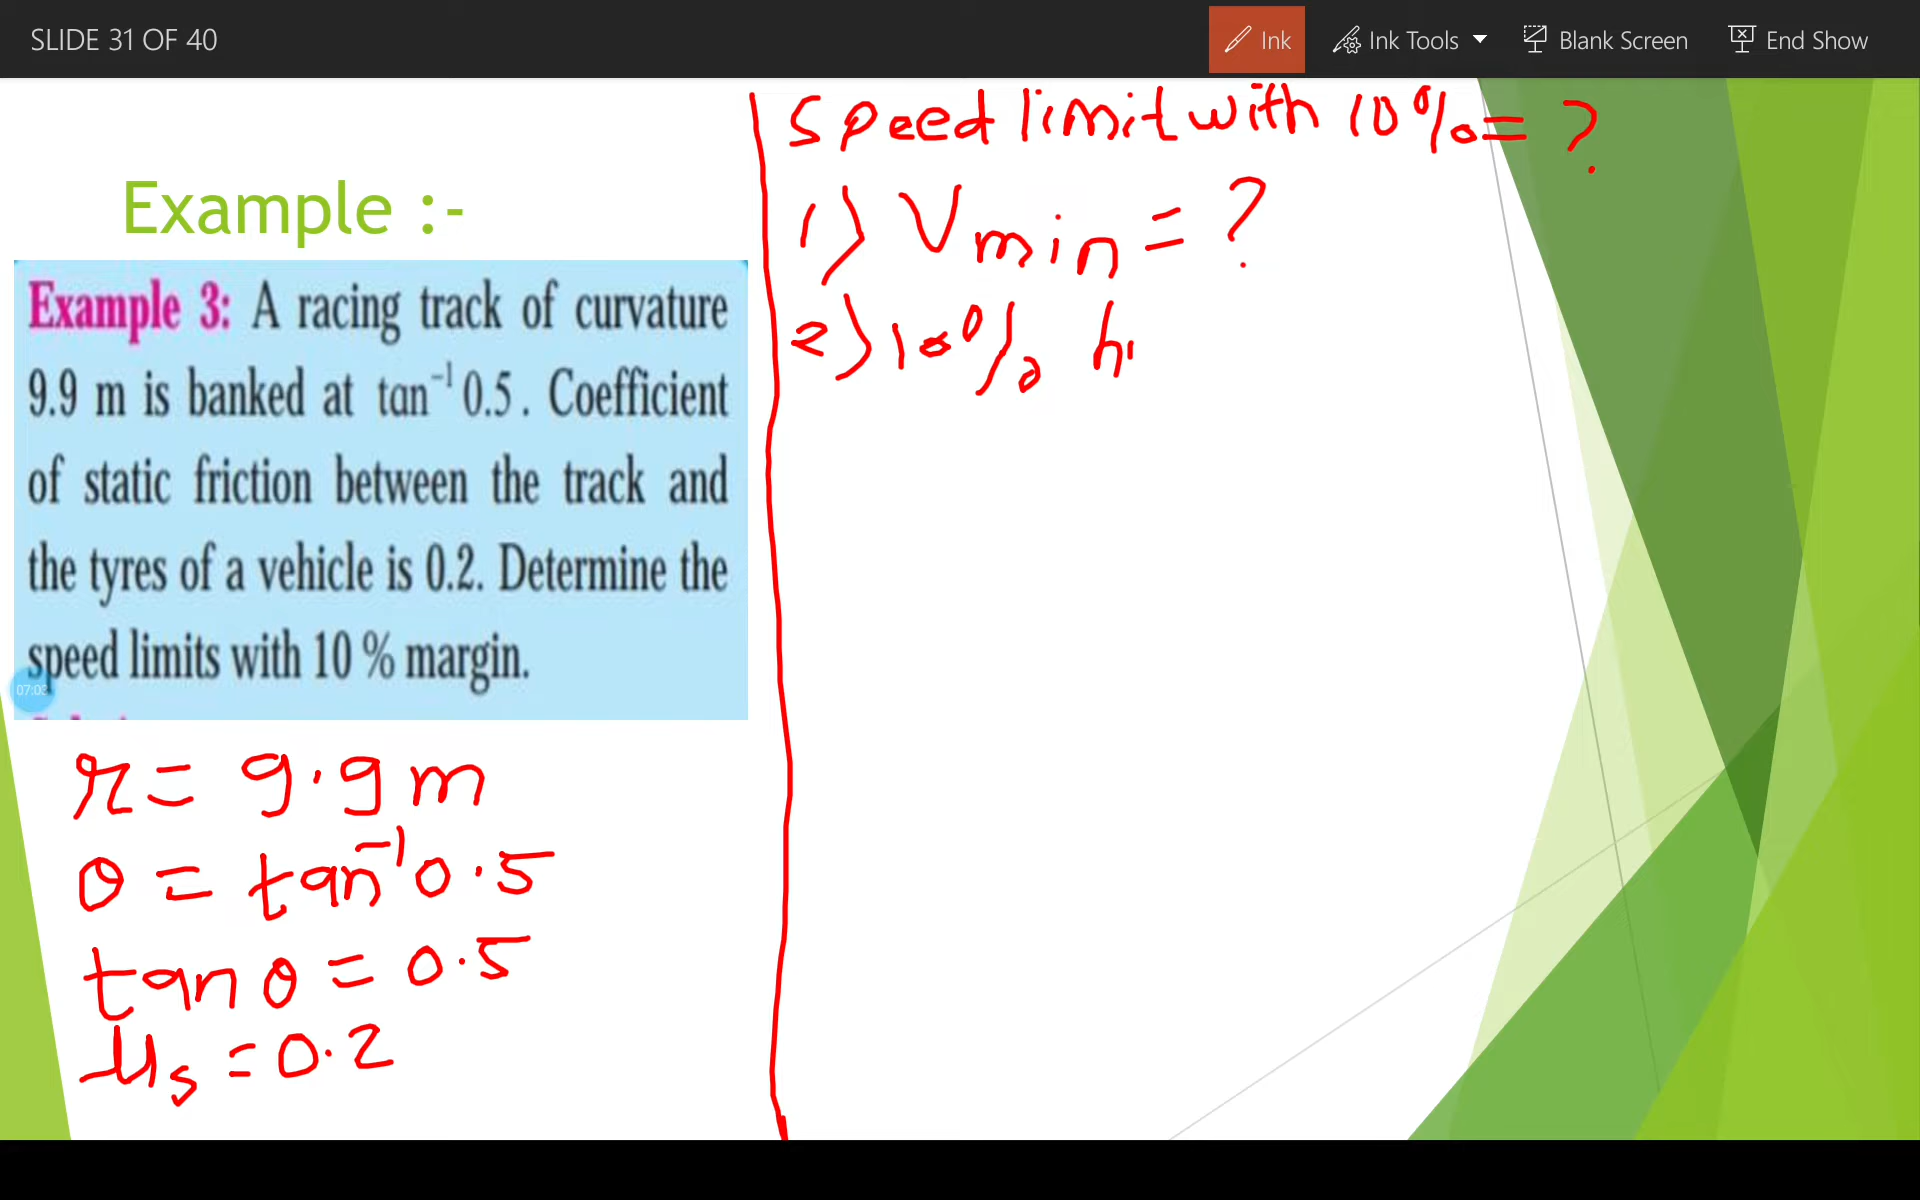 SLIDE 31 OF 40
Ink
Ink Tools
Blank Screen
End Show
Example :-
Example 3: A racing track of curvature
9.9 m is banked at tan⁻¹ 0.5. Coefficient
of static friction between the track and
the tyres of a vehicle is 0.2. Determine the
speed limits with 10 % margin.
07:03
r = 9.9 m
θ = tan⁻¹ 0.5
tan θ = 0.5
μs = 0.2
Speed limit with 10% = ?
1) Vmin = ?
2) 10% hi